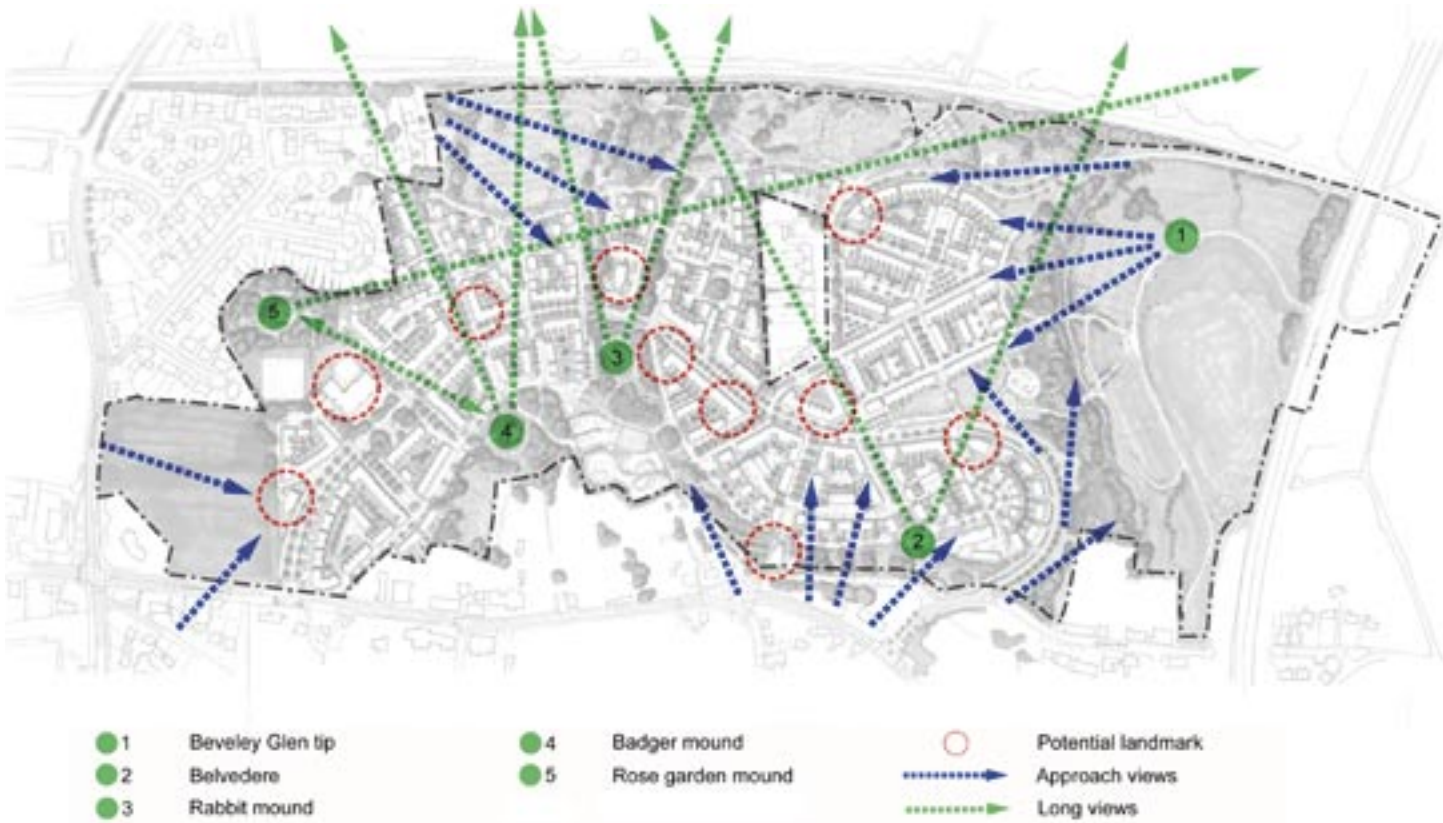 1
5
3
4
2
1 Beveley Glen tip
2 Belvedere
3 Rabbit mound
4 Badger mound
5 Rose garden mound
Potential landmark
Approach views
Long views